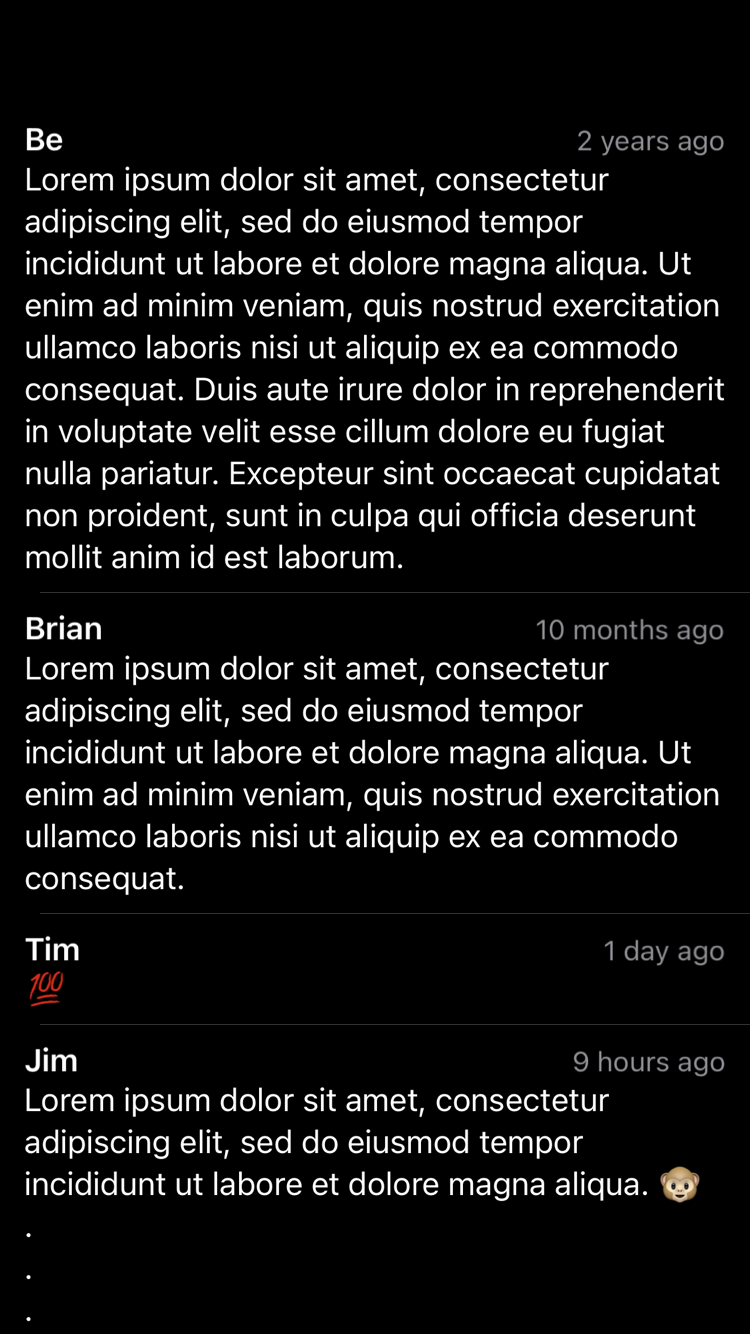 Be 2 years ago
Lorem ipsum dolor sit amet, consectetur
adipiscing elit, sed do eiusmod tempor
incididunt ut labore et dolore magna aliqua. Ut
enim ad minim veniam, quis nostrud exercitation
ullamco laboris nisi ut aliquip ex ea commodo
consequat. Duis aute irure dolor in reprehenderit
in voluptate velit esse cillum dolore eu fugiat
nulla pariatur. Excepteur sint occaecat cupidatat
non proident, sunt in culpa qui officia deserunt
mollit anim id est laborum.
Brian 10 months ago
Lorem ipsum dolor sit amet, consectetur
adipiscing elit, sed do eiusmod tempor
incididunt ut labore et dolore magna aliqua. Ut
enim ad minim veniam, quis nostrud exercitation
ullamco laboris nisi ut aliquip ex ea commodo
consequat.
Tim 1 day ago
💯
Jim 9 hours ago
Lorem ipsum dolor sit amet, consectetur
adipiscing elit, sed do eiusmod tempor
incididunt ut labore et dolore magna aliqua. 🐵
.
.
.